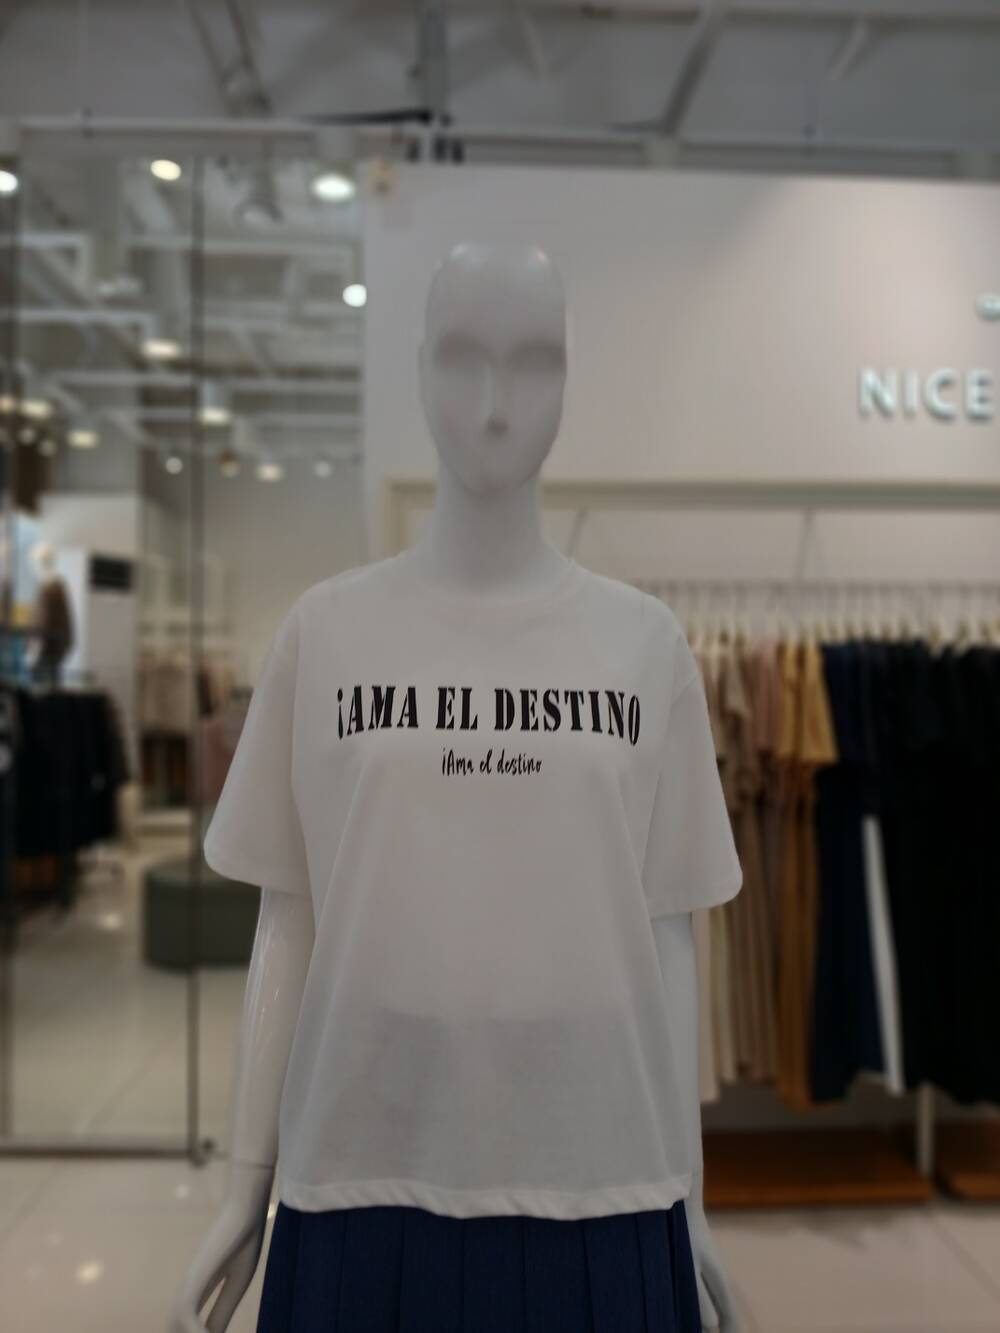 NICE
¡AMA EL DESTINO
¡Ama el destino